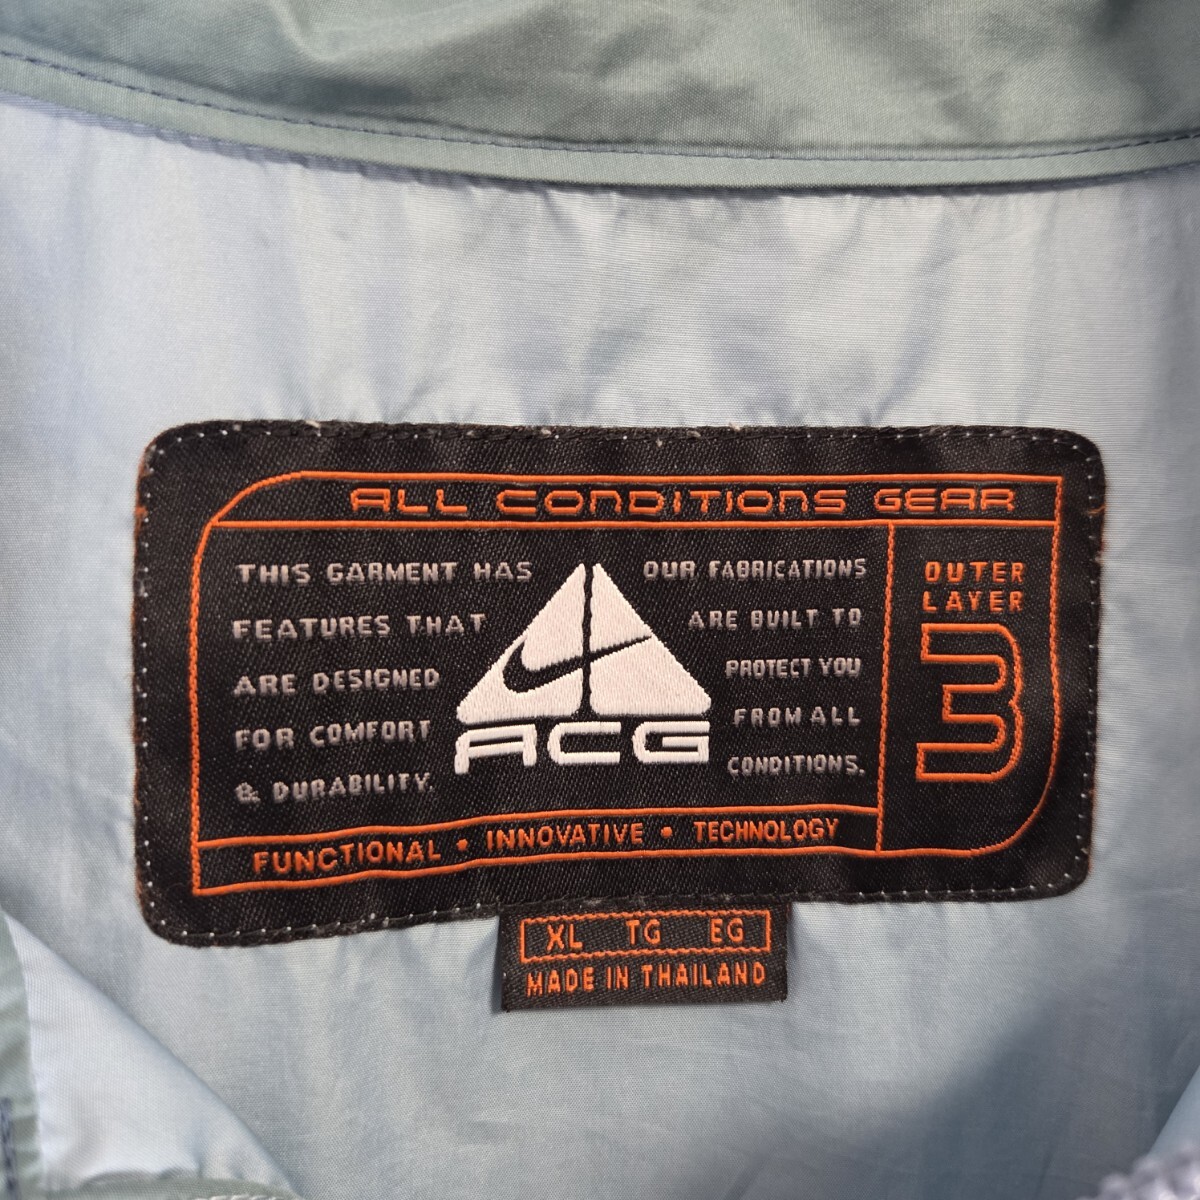 ALL CONDITIONS GEAR
THIS GARMENT HAS
FEATURES THAT
ARE DESIGNED
FOR COMFORT
& DURABILITY.
ACG
OUR FABRICATIONS
ARE BUILT TO
PROTECT YOU
FROM ALL
CONDITIONS.
OUTER
LAYER
3
FUNCTIONAL • INNOVATIVE • TECHNOLOGY
XL TG EG
MADE IN THAILAND